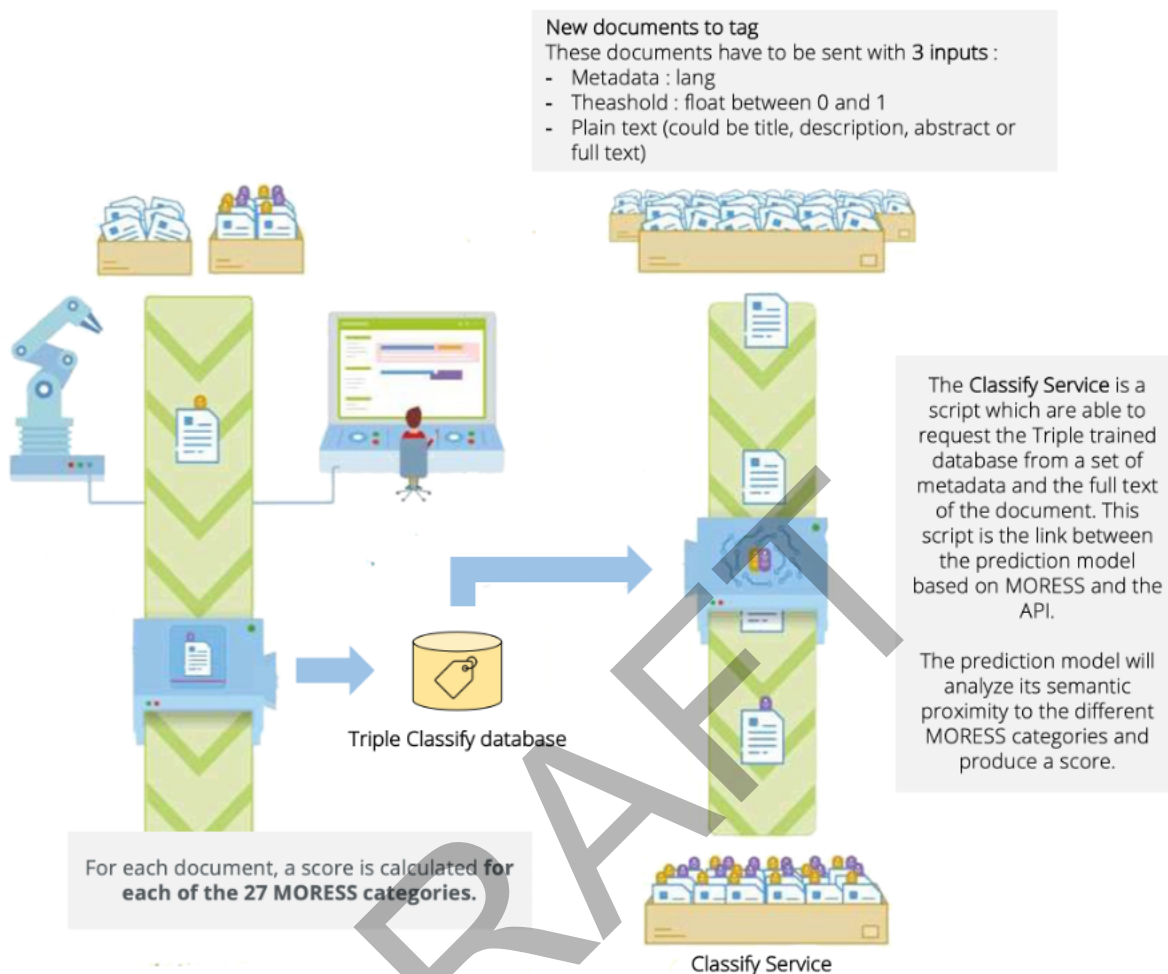 New documents to tag
These documents have to be sent with 3 inputs :
- Metadata : lang
- Theashold : float between 0 and 1
- Plain text (could be title, description, abstract or
full text)
The Classify Service is a
script which are able to
request the Triple trained
database from a set of
metadata and the full text
of the document. This
script is the link between
the prediction model
based on MORESS and the
API.
The prediction model will
analyze its semantic
proximity to the different
MORESS categories and
produce a score.
Triple Classify database
For each document, a score is calculated for
each of the 27 MORESS categories.
Classify Service
RAFT